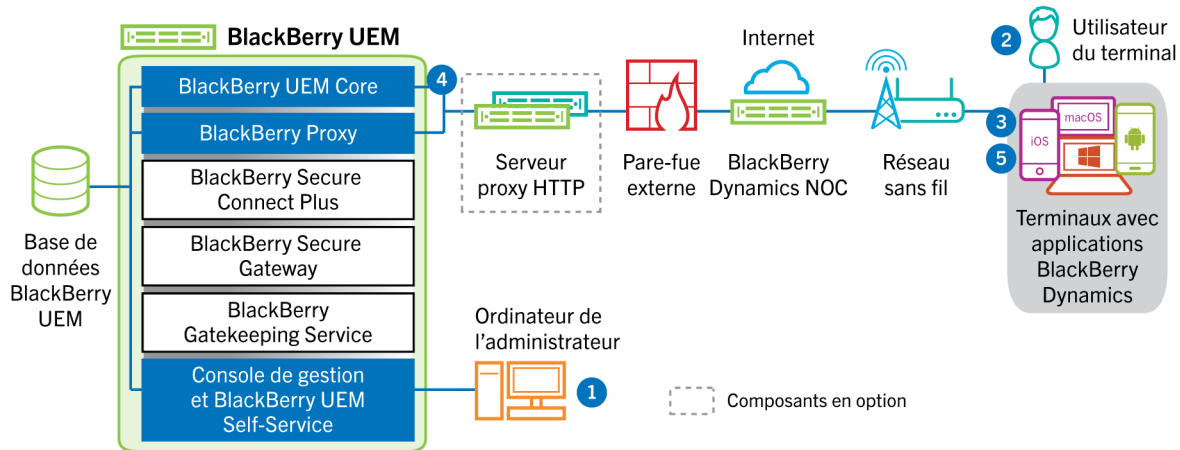 BlackBerry UEM
BlackBerry UEM Core
BlackBerry Proxy
BlackBerry Secure
Connect Plus
BlackBerry Secure
Gateway
BlackBerry
Gatekeeping Service
Console de gestion
et BlackBerry UEM
Self-Service
Base de
données
BlackBerry
UEM
4
Serveur
proxy HTTP
Pare-fue
externe
Internet
BlackBerry
Dynamics NOC
Réseau
sans fil
2
Utilisateur
du terminal
3
5
iOS
macOS
Terminaux avec
applications
BlackBerry
Dynamics
Ordinateur de
l'administrateur
1
Composants en option